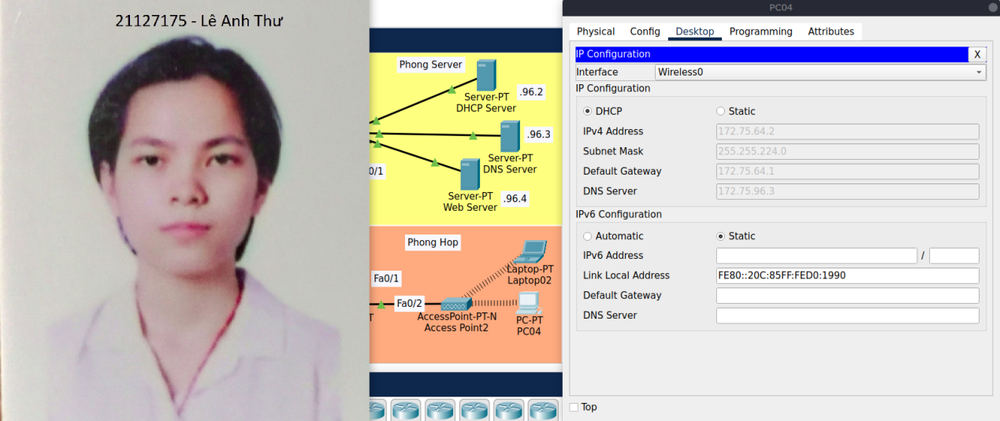 21127175 - Lê Anh Thư
Phong Server
Server-PT
DHCP Server
.96.2
Server-PT
DNS Server
.96.3
0/1
Server-PT
Web Server
.96.4
Phong Hop
Laptop-PT
Laptop02
Fa0/1
Fa0/2
T
AccessPoint-PT-N
Access Point2
PC-PT
PC04
PC04
Physical
Config
Desktop
Programming
Attributes
IP Configuration
X
Interface
Wireless0
IP Configuration
DHCP
Static
IPv4 Address
172.75.64.2
Subnet Mask
255.255.224.0
Default Gateway
172.75.64.1
DNS Server
172.75.96.3
IPv6 Configuration
Automatic
Static
IPv6 Address
/
Link Local Address
FE80::20C:85FF:FED0:1990
Default Gateway
DNS Server
Top